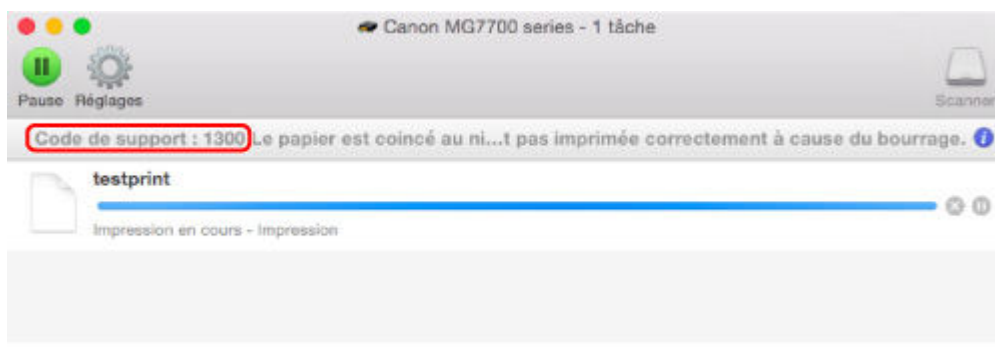 Canon MG7700 series - 1 tâche
Pause Réglages Scanner
Code de support : 1300 Le papier est coincé au ni...t pas imprimée correctement à cause du bourrage.
testprint
Impression en cours - Impression